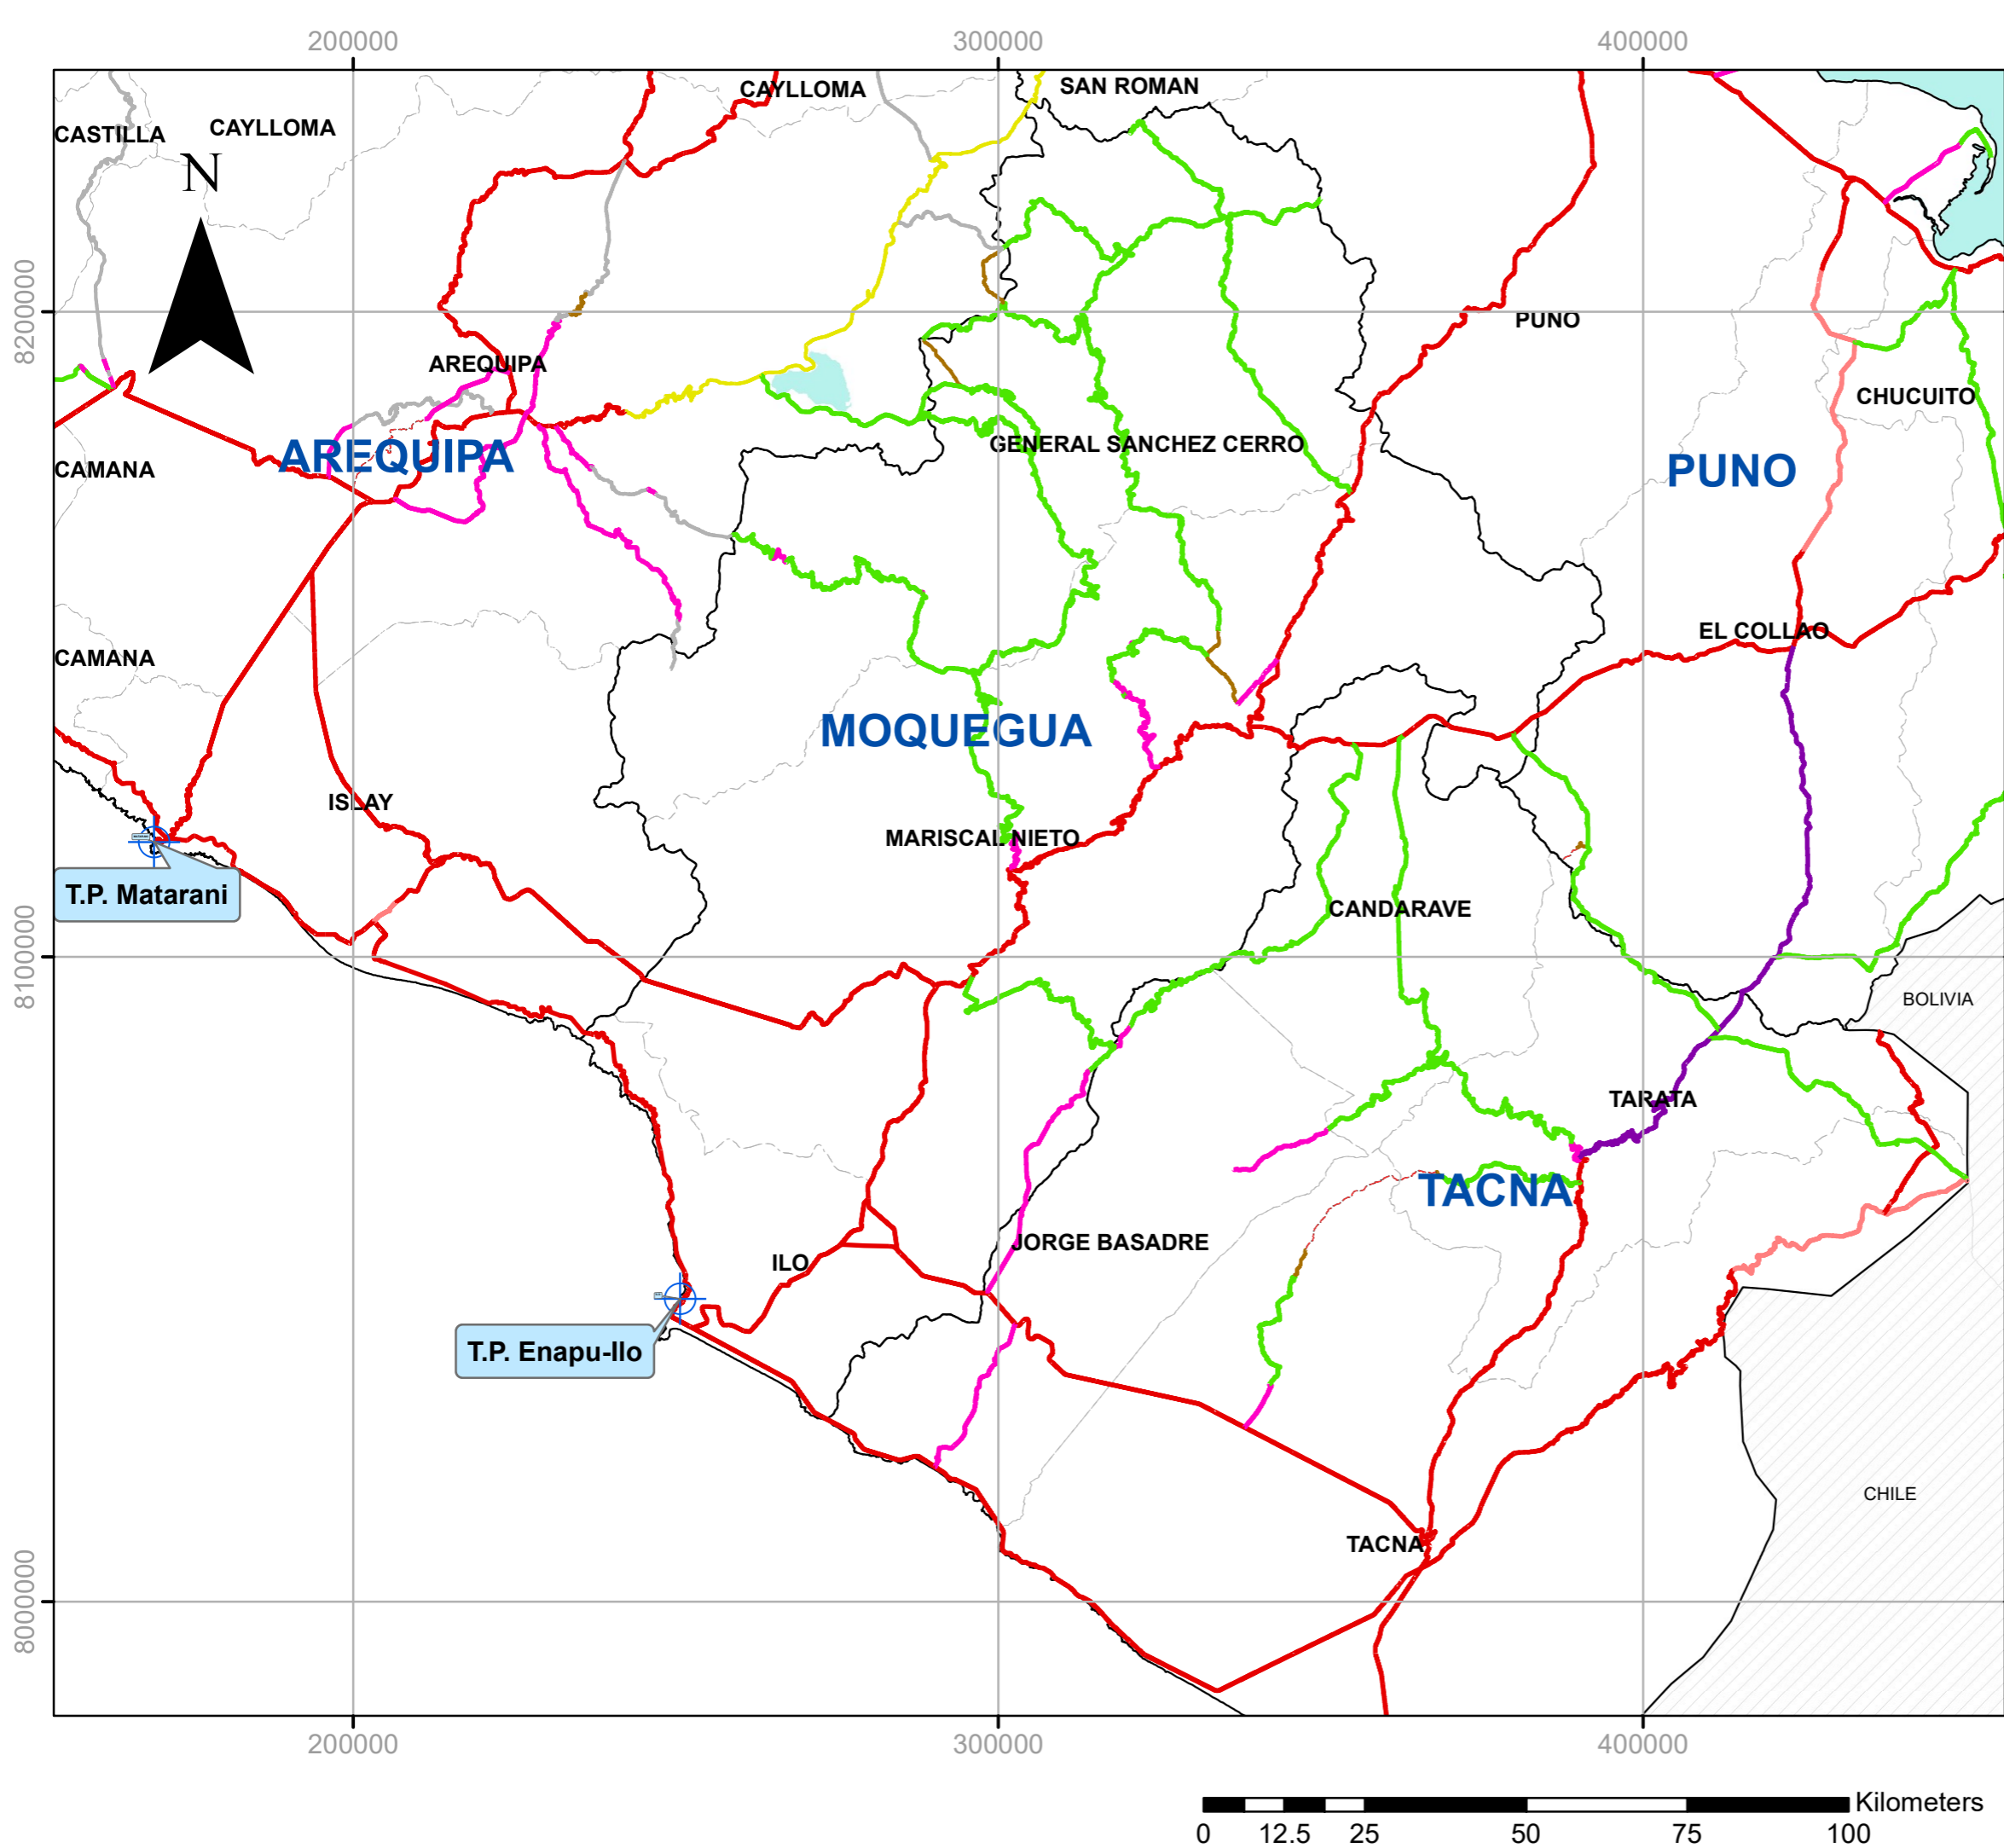 200000
300000
400000
CAYLLOMA
SAN ROMAN
CASTILLA
CAYLLOMA
N
8200000
PUNO
AREQUIPA
CHUCUITO
GENERAL SANCHEZ CERRO
AREQUIPA
CAMANA
PUNO
EL COLLAO
CAMANA
MOQUEGUA
ISLAY
MARISCAL NIETO
T.P. Matarani
CANDARAVE
8100000
BOLIVIA
TARATA
TACNA
JORGE BASADRE
ILO
T.P. Enapu-Ilo
CHILE
TACNA
8000000
200000
300000
400000
Kilometers
0 12.5 25 50 75 100